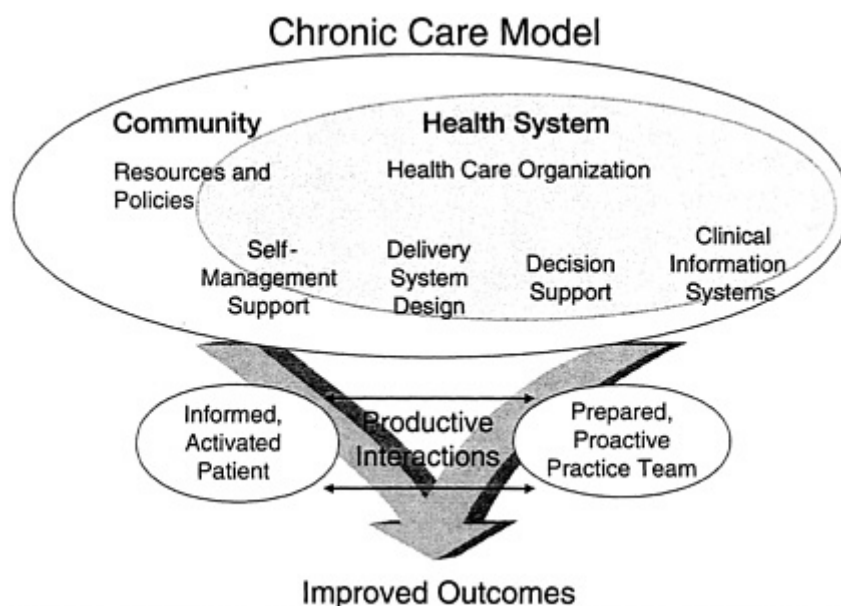 Chronic Care Model
Community
Health System
Resources and
Policies
Health Care Organization
Self-
Management
Support
Delivery
System
Design
Decision
Support
Clinical
Information
Systems
Informed,
Activated
Patient
Productive
Interactions
Prepared,
Proactive
Practice Team
Improved Outcomes